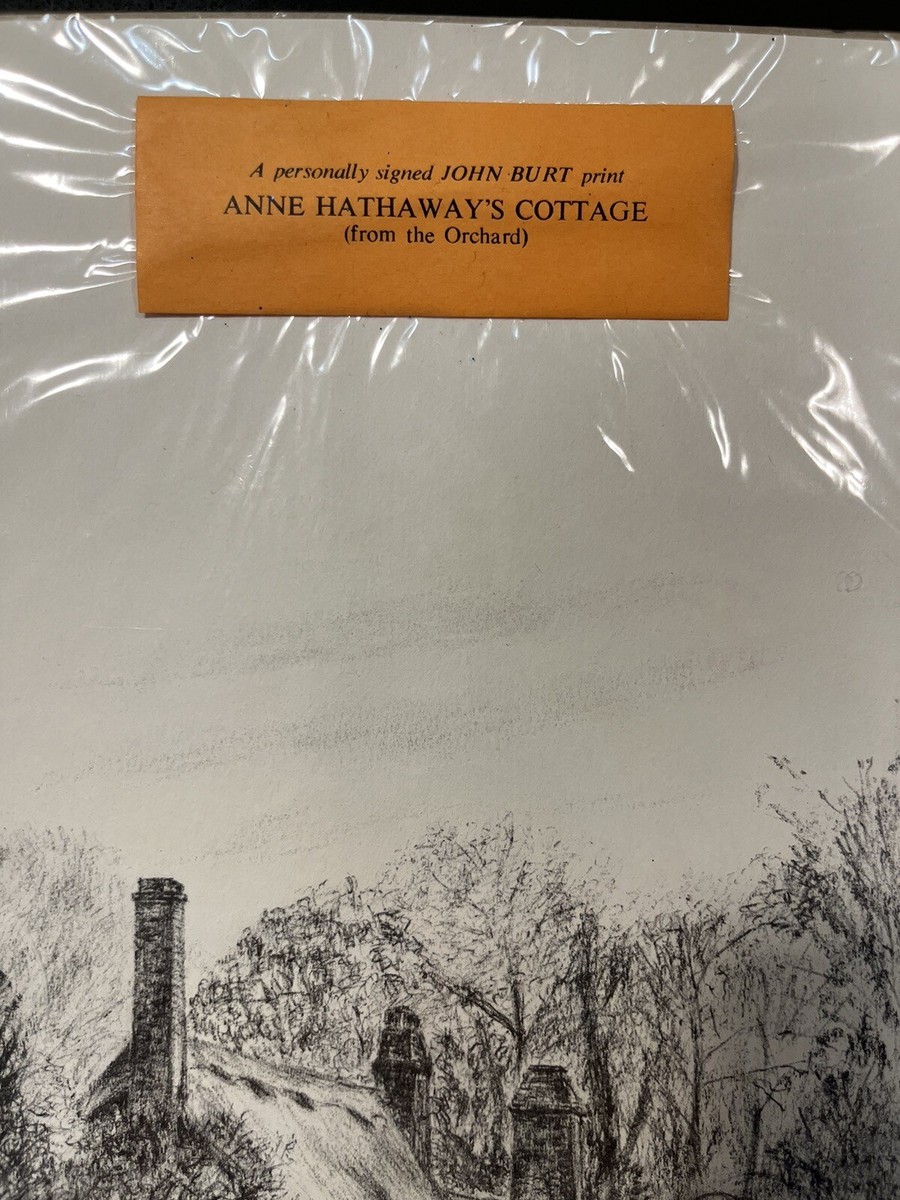 A personally signed JOHN BURT print
ANNE HATHAWAY'S COTTAGE
(from the Orchard)